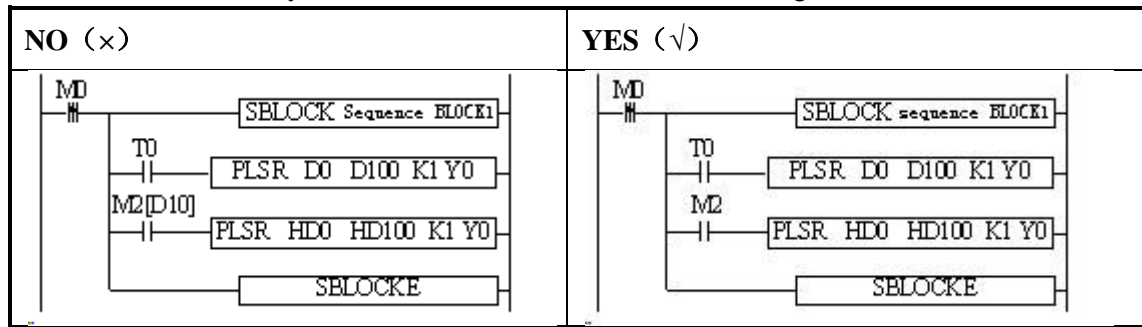 NO（×）
YES（√）
M0
SBLOCK Sequence BLOCK1
T0
PLSR D0 D100 K1 Y0
M2[D10]
PLSR HD0 HD100 K1 Y0
SBLOCKE
M0
SBLOCK sequence BLOCK1
T0
PLSR D0 D100 K1 Y0
M2
PLSR HD0 HD100 K1 Y0
SBLOCKE